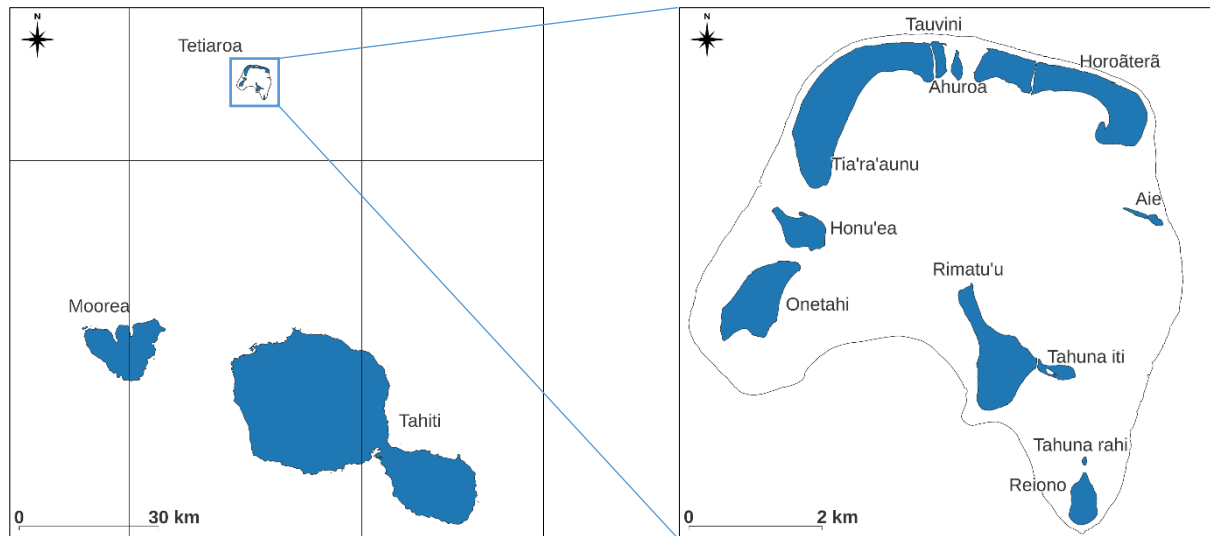 N
Tetiaroa
Moorea
Tahiti
0 30 km
N
Tauvini
Horoãterã
Ahuroa
Tia'ra'aunu
Aie
Honu'ea
Rimatu'u
Onetahi
Tahuna iti
Tahuna rahi
Reiono
0 2 km